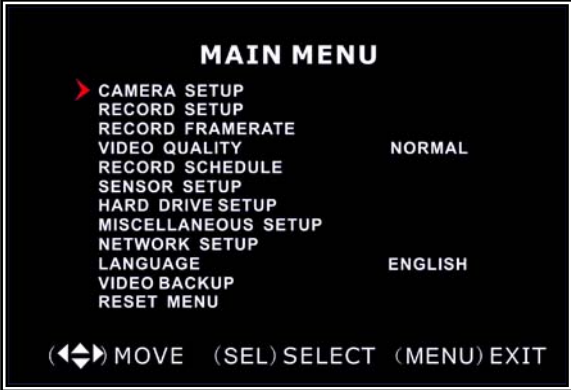 MAIN MENU
CAMERA SETUP
RECORD SETUP
RECORD FRAMERATE
VIDEO QUALITY NORMAL
RECORD SCHEDULE
SENSOR SETUP
HARD DRIVE SETUP
MISCELLANEOUS SETUP
NETWORK SETUP
LANGUAGE ENGLISH
VIDEO BACKUP
RESET MENU
() MOVE (SEL) SELECT (MENU) EXIT